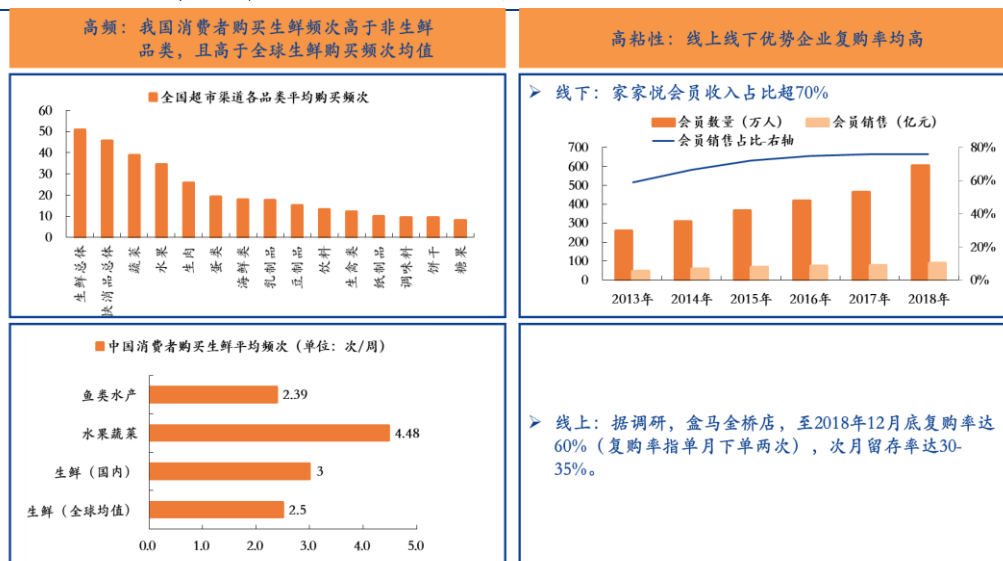 高频：我国消费者购买生鲜频次高于非生鲜
品类，且高于全球生鲜购买频次均值
全国超市渠道各品类平均购买频次
60
50
40
30
20
10
0
生鲜总体
快消品总体
蔬菜
水果
生肉
蛋类
海鲜类
乳制品
豆制品
饮料
生禽类
纸制品
调味料
饼干
糖果
中国消费者购买生鲜平均频次（单位：次/周）
鱼类水产
2.39
水果蔬菜
4.48
生鲜（国内）
3
生鲜（全球均值）
2.5
0.0 1.0 2.0 3.0 4.0 5.0
高粘性：线上线下优势企业复购率均高
➢ 线下：家家悦会员收入占比超70%
会员数量（万人） 会员销售（亿元）
会员销售占比-右轴
700
600
500
400
300
200
100
0
80%
60%
40%
20%
0%
2013年 2014年 2015年 2016年 2017年 2018年
➢ 线上：据调研，盒马金桥店，至2018年12月底复购率达
60%（复购率指单月下单两次），次月留存率达30-
35%。